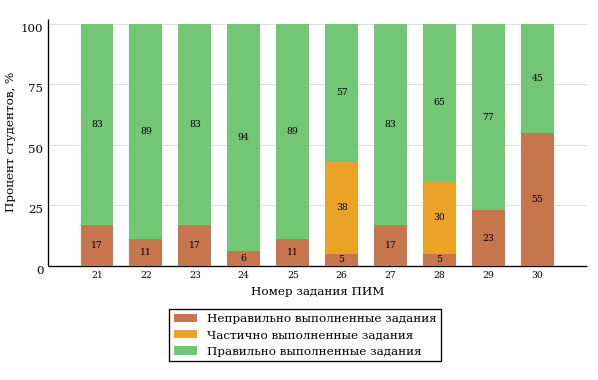 Процент студентов, %
100
75
50
25
0
83 89 83 94 89 57 83 65 77 45
38 30
17 11 17 6 11 5 17 5 23 55
21 22 23 24 25 26 27 28 29 30
Номер задания ПИМ
Неправильно выполненные задания
Частично выполненные задания
Правильно выполненные задания